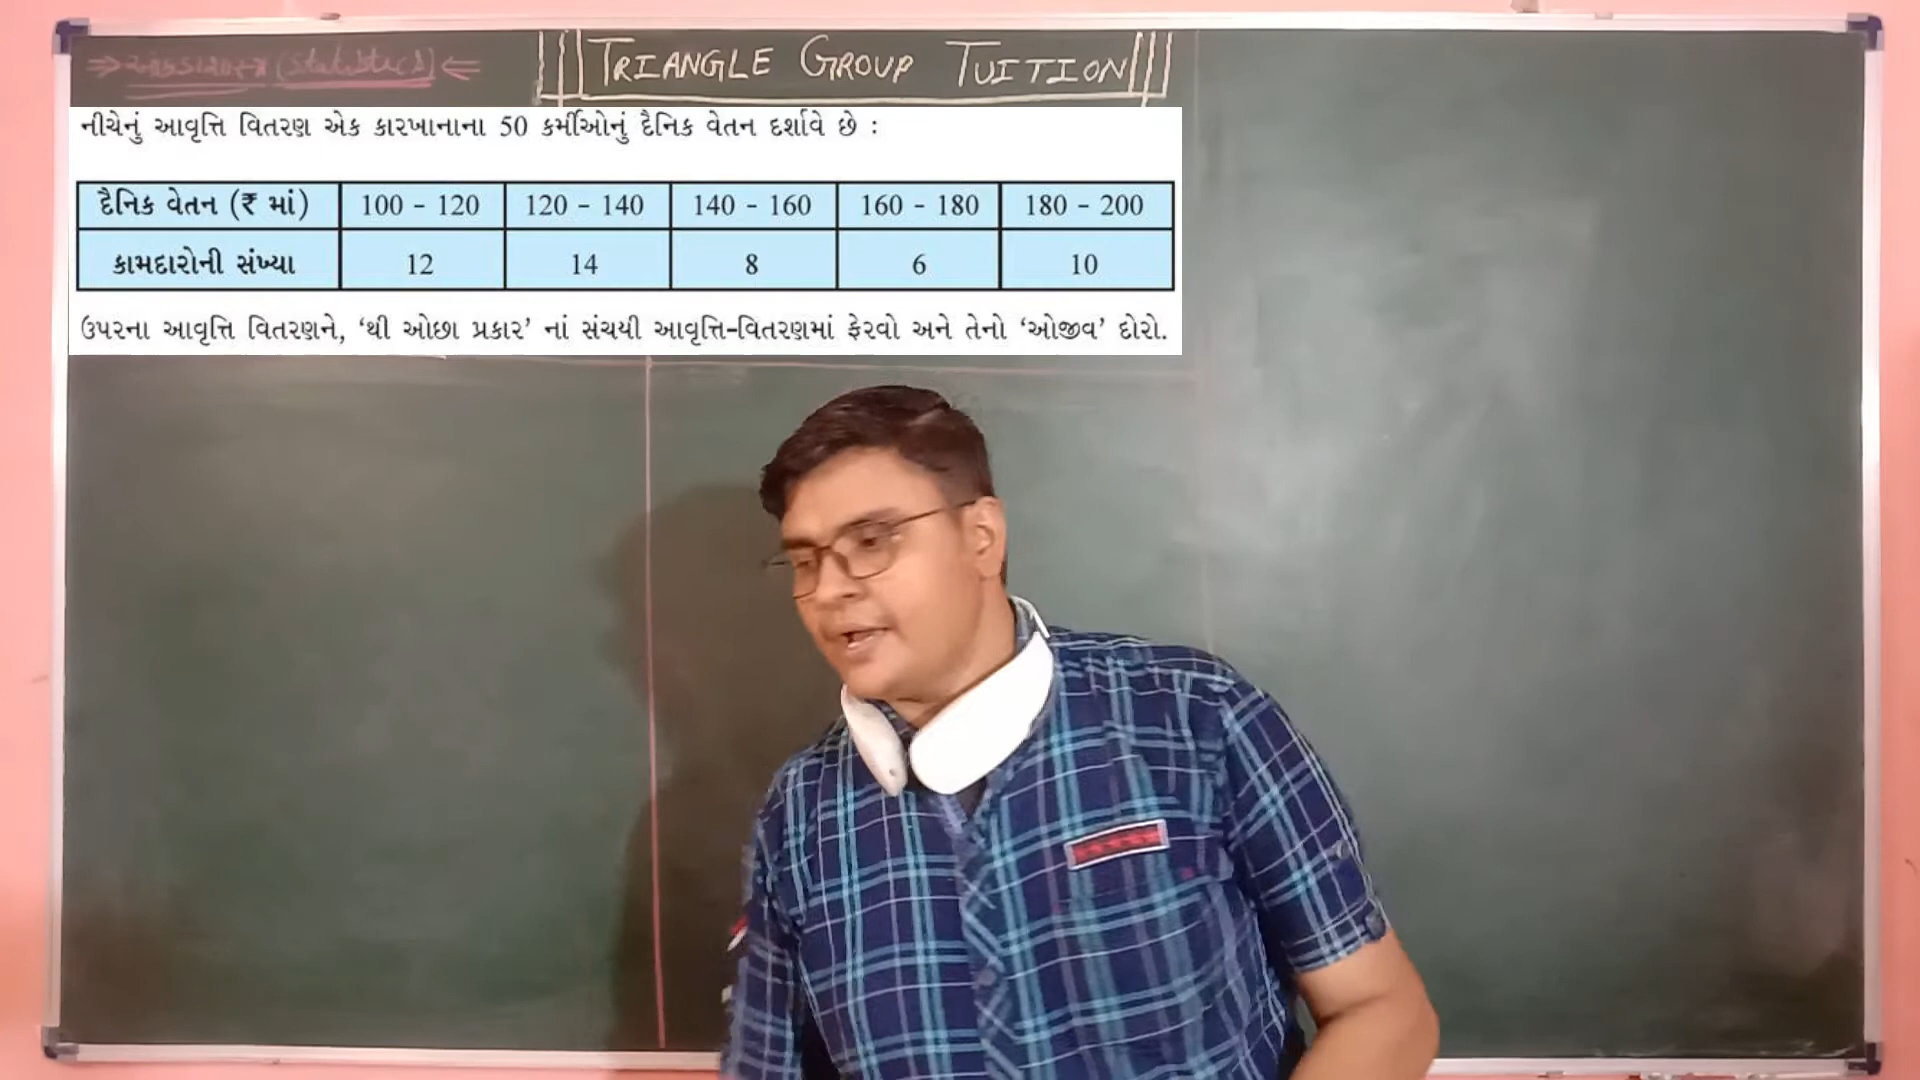 ⇒ આંકડાશાસ્ત્ર (Statistics) ⇐
TRIANGLE GROUP TUITION
નીચેનું આવૃત્તિ વિતરણ એક કારખાનાના 50 કર્મીઓનું દૈનિક વેતન દર્શાવે છે :
દૈનિક વેતન (₹ માં) 100 - 120 120 - 140 140 - 160 160 - 180 180 - 200
કામદારોની સંખ્યા 12 14 8 6 10
ઉપરના આવૃત્તિ વિતરણને, ‘થી ઓછા પ્રકાર’ નાં સંચયી આવૃત્તિ-વિતરણમાં ફેરવો અને તેનો ‘ઓજીવ’ દોરો.